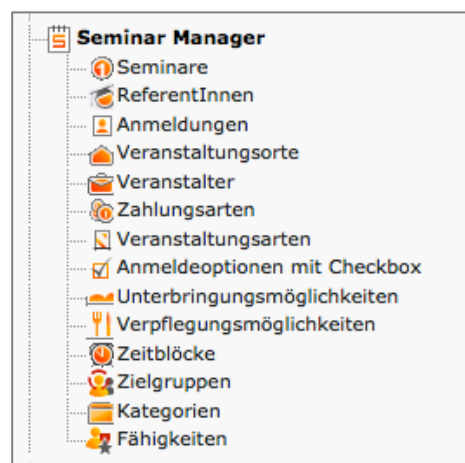 Seminar Manager
Seminare
ReferentInnen
Anmeldungen
Veranstaltungsorte
Veranstalter
Zahlungsarten
Veranstaltungsarten
Anmeldeoptionen mit Checkbox
Unterbringungsmöglichkeiten
Verpflegungsmöglichkeiten
Zeitblöcke
Zielgruppen
Kategorien
Fähigkeiten